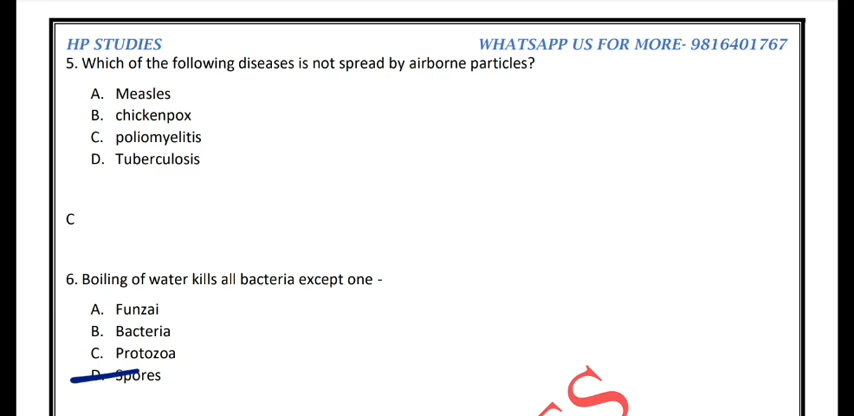 HP STUDIES WHATSAPP US FOR MORE- 9816401767
5. Which of the following diseases is not spread by airborne particles?
A. Measles
B. chickenpox
C. poliomyelitis
D. Tuberculosis
C
6. Boiling of water kills all bacteria except one -
A. Funzai
B. Bacteria
C. Protozoa
D. Spores